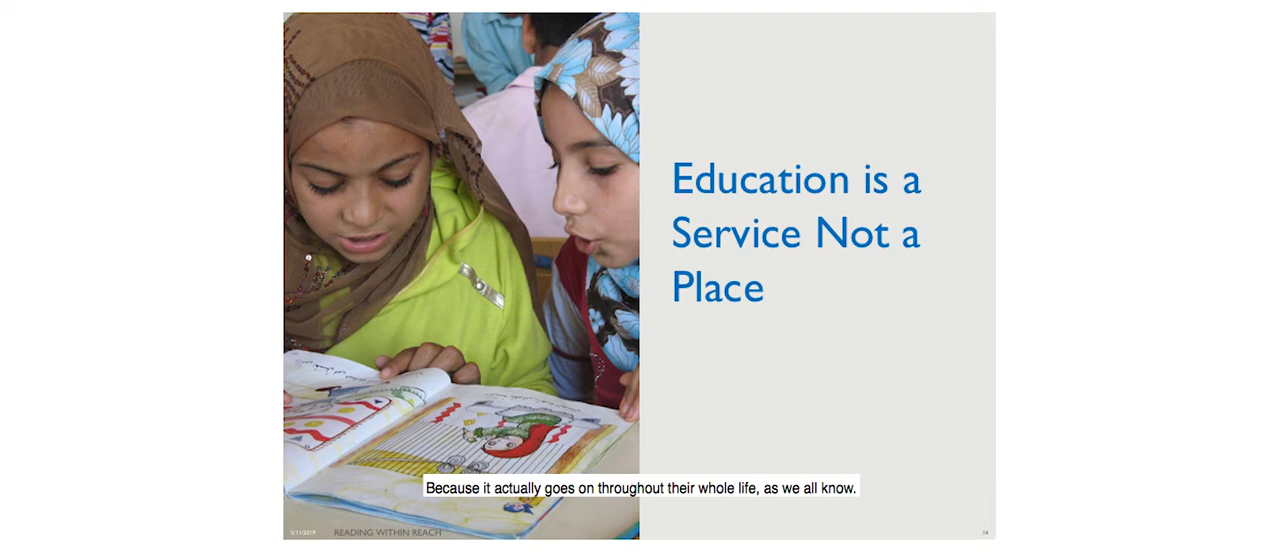 Education is a
Service Not a
Place
Because it actually goes on throughout their whole life, as we all know.
READING WITHIN REACH